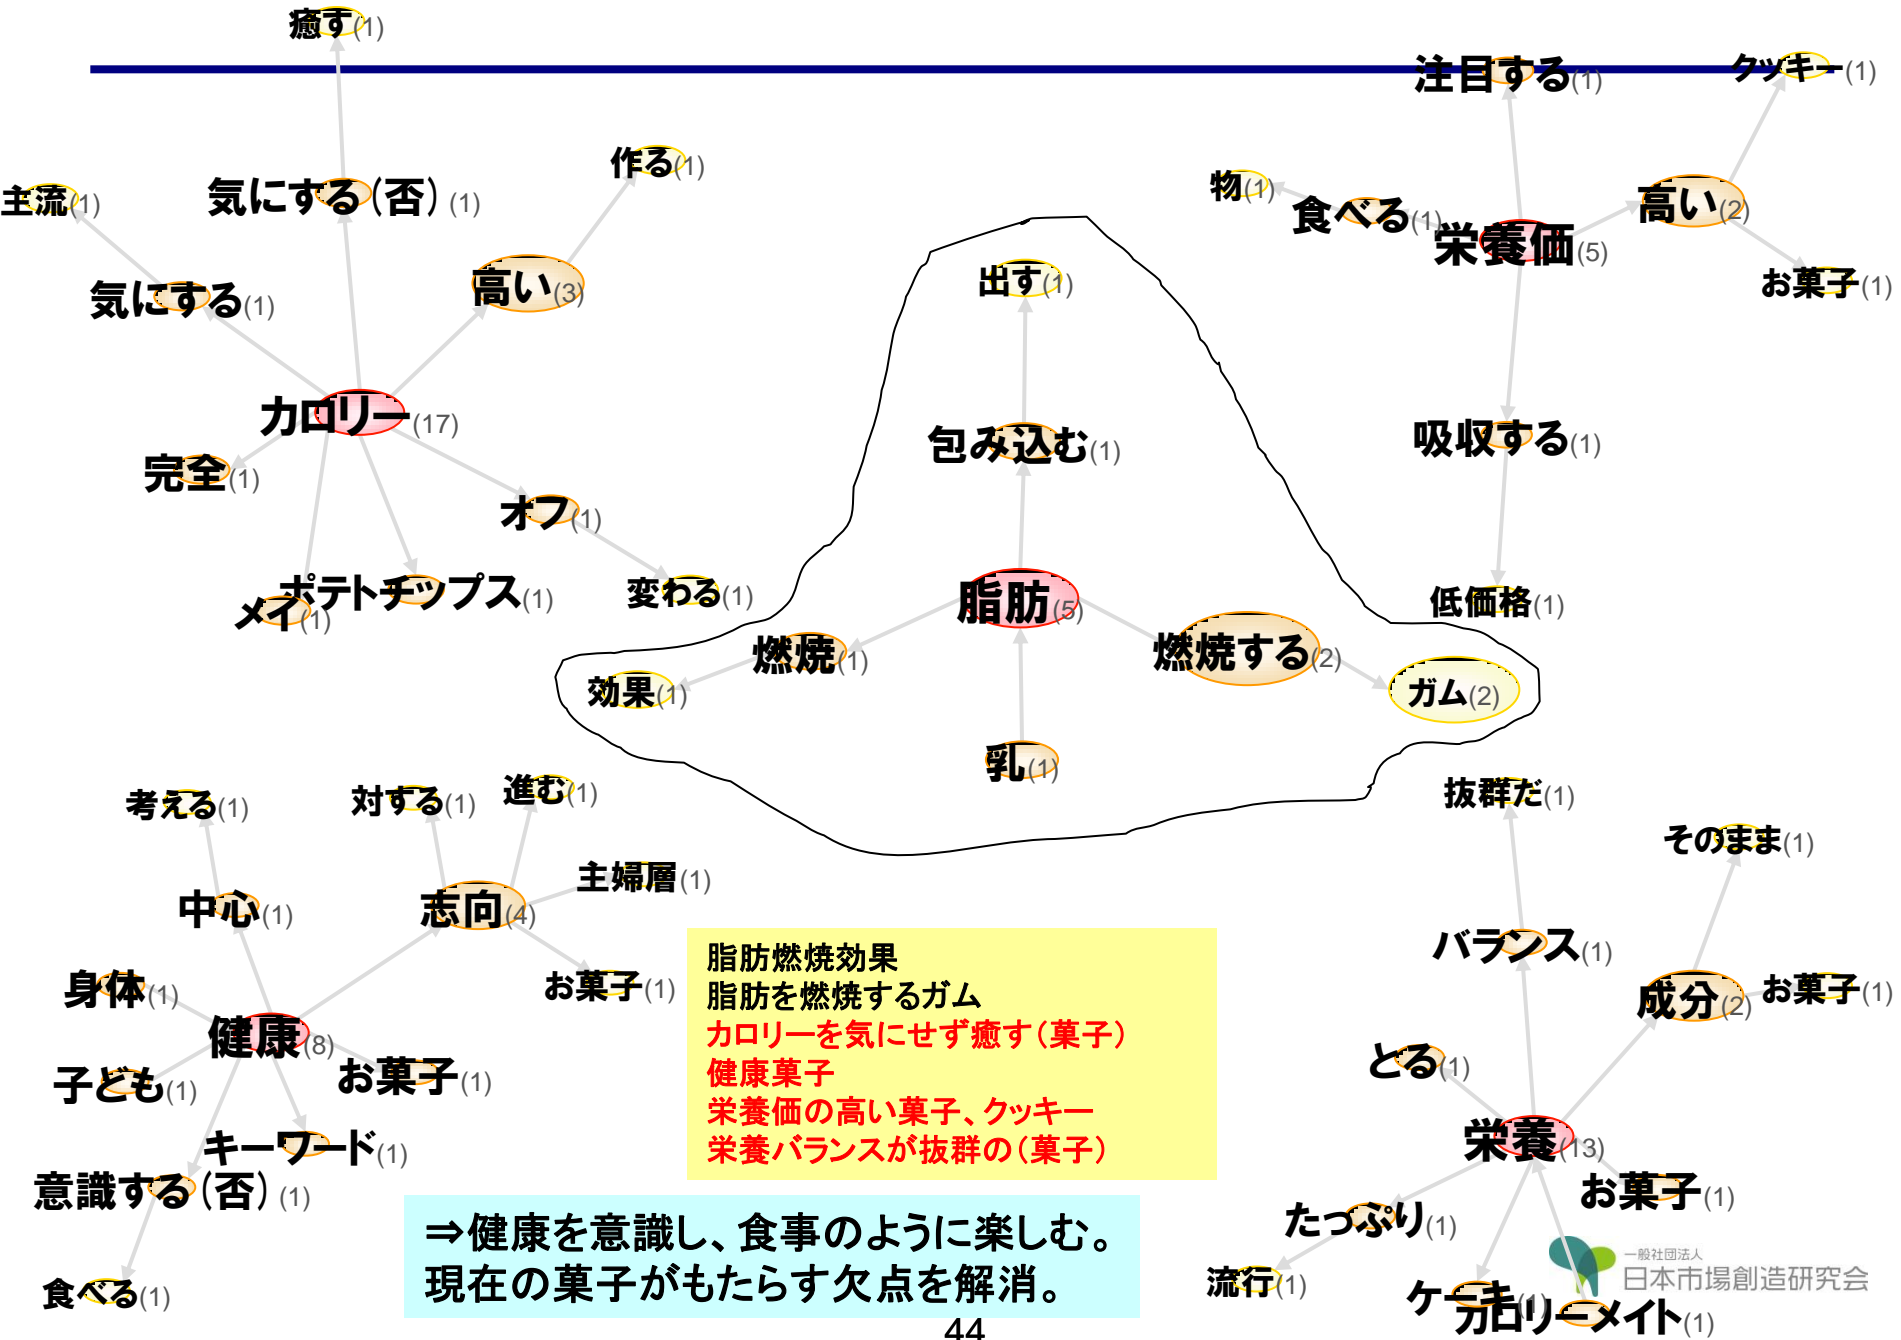 癒す(1)
注目する(1)
クッキー(1)
作る(1)
主流(1)
気にする(否)(1)
物(1)
食べる(1)
高い(2)
栄養価(5)
気にする(1)
高い(3)
出す(1)
お菓子(1)
カロリー(17)
包み込む(1)
吸収する(1)
完全(1)
オフ(1)
メイ(1)
ポテトチップス(1)
変わる(1)
脂肪(5)
低価格(1)
燃焼(1)
燃焼する(2)
効果(1)
ガム(2)
乳(1)
考える(1)
対する(1)
進む(1)
抜群だ(1)
そのまま(1)
中心(1)
志向(4)
主婦層(1)
バランス(1)
身体(1)
お菓子(1)
成分(2)
お菓子(1)
健康(8)
とる(1)
子ども(1)
お菓子(1)
キーワード(1)
栄養(13)
意識する(否)(1)
お菓子(1)
たっぷり(1)
食べる(1)
流行(1)
ケーキ(1)
カロリーメイト(1)
脂肪燃焼効果
脂肪を燃焼するガム
カロリーを気にせず癒す(菓子)
健康菓子
栄養価の高い菓子、クッキー
栄養バランスが抜群の(菓子)
⇒健康を意識し、食事のように楽しむ。
現在の菓子がもたらす欠点を解消。
一般社団法人
日本市場創造研究会
44